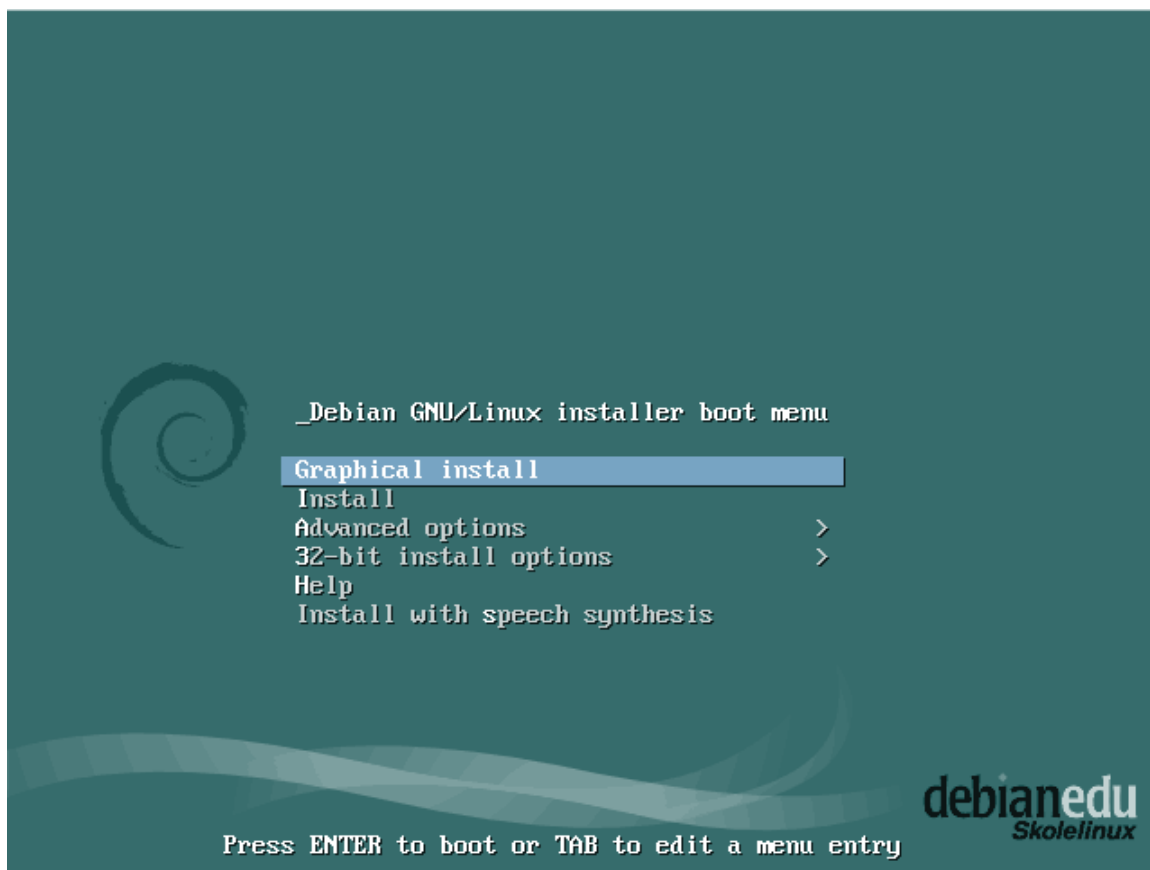 _Debian GNU/Linux installer boot menu
Graphical install
Install
Advanced options >
32-bit install options >
Help
Install with speech synthesis
debianedu
Skolelinux
Press ENTER to boot or TAB to edit a menu entry